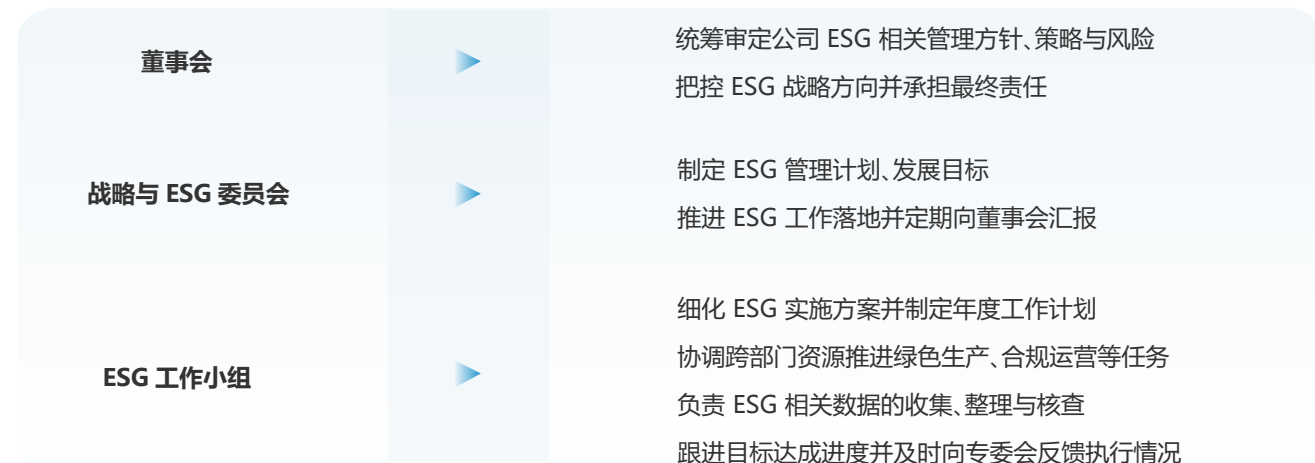 董事会
统筹审定公司 ESG 相关管理方针、策略与风险
把控 ESG 战略方向并承担最终责任
战略与 ESG 委员会
制定 ESG 管理计划、发展目标
推进 ESG 工作落地并定期向董事会汇报
ESG 工作小组
细化 ESG 实施方案并制定年度工作计划
协调跨部门资源推进绿色生产、合规运营等任务
负责 ESG 相关数据的收集、整理与核查
跟进目标达成进度并及时向专委会反馈执行情况